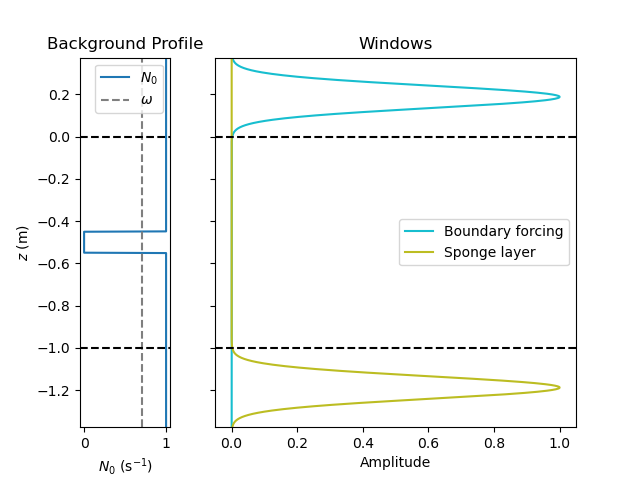 Background Profile
Windows
N₀
ω
0.2
0.0
−0.2
−0.4
−0.6
−0.8
−1.0
−1.2
z (m)
Boundary forcing
Sponge layer
0 1
0.0 0.2 0.4 0.6 0.8 1.0
N₀ (s⁻¹)
Amplitude